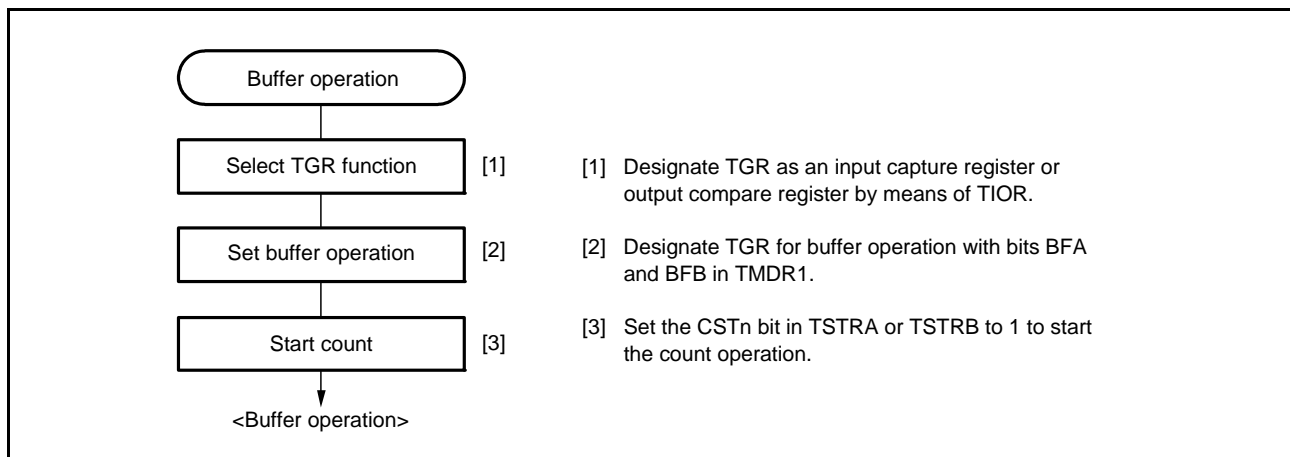 Buffer operation
Select TGR function
[1]
[1] Designate TGR as an input capture register or
output compare register by means of TIOR.
Set buffer operation
[2]
[2] Designate TGR for buffer operation with bits BFA
and BFB in TMDR1.
Start count
[3]
[3] Set the CSTn bit in TSTRA or TSTRB to 1 to start
the count operation.
<Buffer operation>